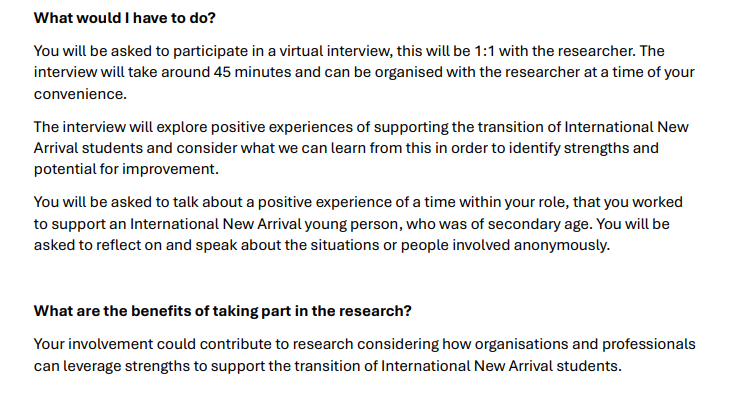 What would I have to do?
You will be asked to participate in a virtual interview, this will be 1:1 with the researcher. The
interview will take around 45 minutes and can be organised with the researcher at a time of your
convenience.
The interview will explore positive experiences of supporting the transition of International New
Arrival students and consider what we can learn from this in order to identify strengths and
potential for improvement.
You will be asked to talk about a positive experience of a time within your role, that you worked
to support an International New Arrival young person, who was of secondary age. You will be
asked to reflect on and speak about the situations or people involved anonymously.
What are the benefits of taking part in the research?
Your involvement could contribute to research considering how organisations and professionals
can leverage strengths to support the transition of International New Arrival students.